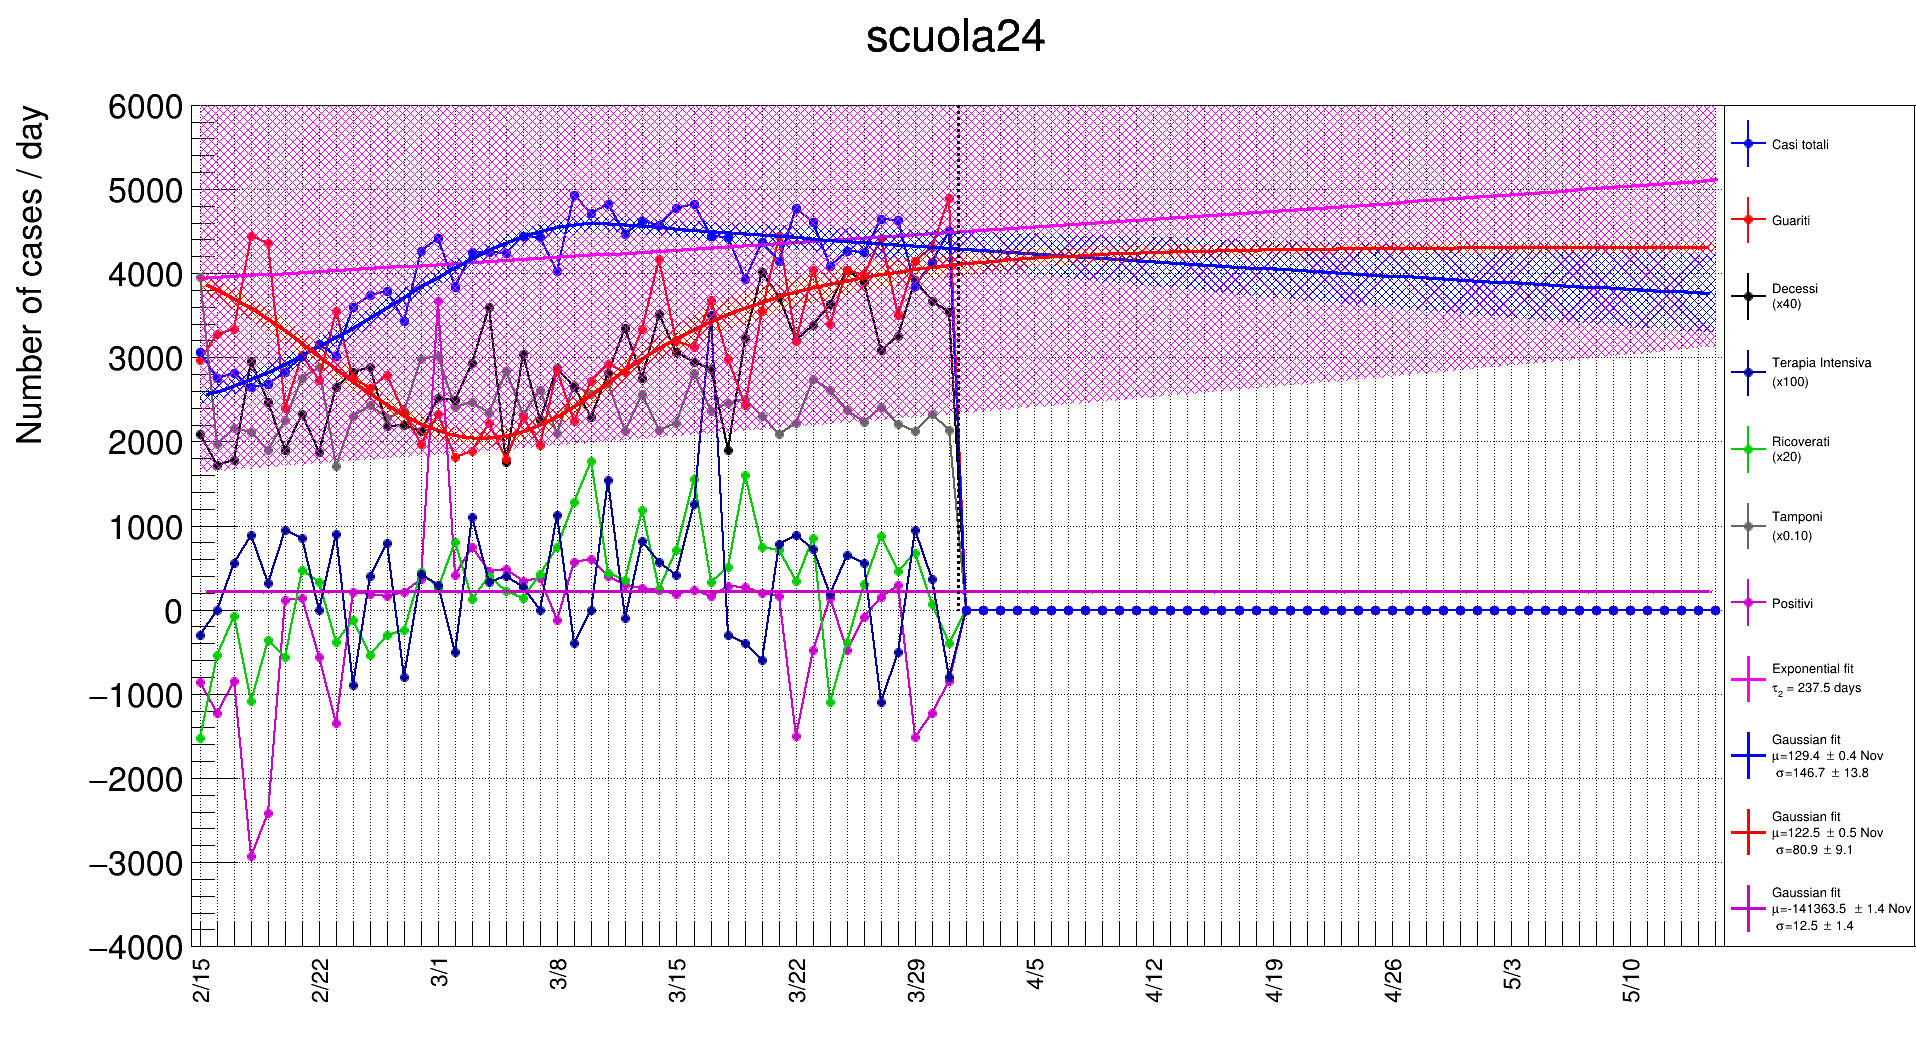 scuola24
Number of cases / day
6000
5000
4000
3000
2000
1000
0
−1000
−2000
−3000
−4000
2/15
2/22
3/1
3/8
3/15
3/22
3/29
4/5
4/12
4/19
4/26
5/3
5/10
Casi totali
Guariti
Decessi
(x40)
Terapia Intensiva
(x100)
Ricoverati
(x20)
Tamponi
(x0.10)
Positivi
Exponential fit
τ2 = 237.5 days
Gaussian fit
μ=129.4 ± 0.4 Nov
σ=146.7 ± 13.8
Gaussian fit
μ=122.5 ± 0.5 Nov
σ=80.9 ± 9.1
Gaussian fit
μ=-141363.5 ± 1.4 Nov
σ=12.5 ± 1.4